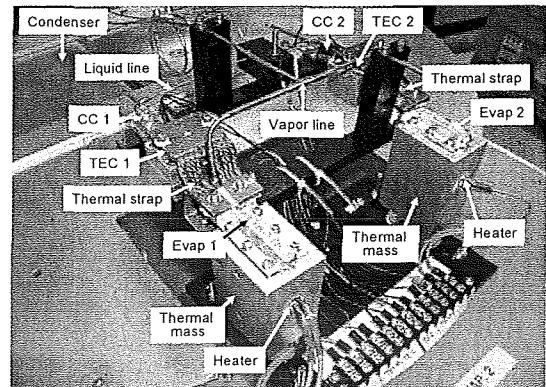 Condenser
CC 2
TEC 2
Liquid line
Thermal strap
CC 1
Evap 2
Vapor line
TEC 1
Thermal strap
Evap 1
Thermal
mass
Heater
Thermal
mass
Heater